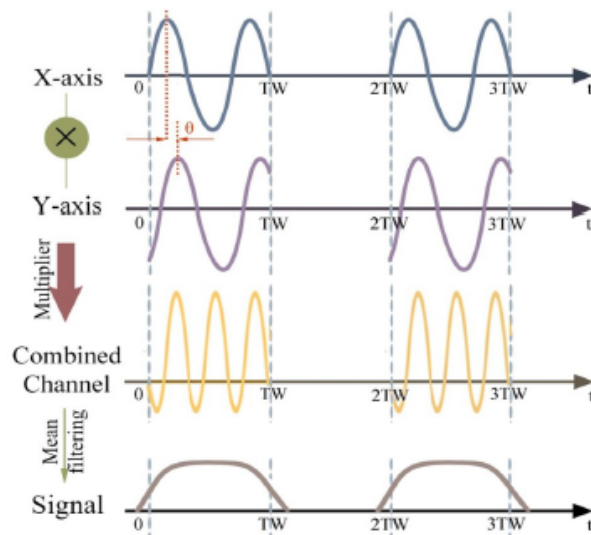 X-axis
0
TW
2TW
3TW
t
θ
Y-axis
0
TW
2TW
3TW
t
Multiplier
Combined
Channel
0
TW
2TW
3TW
t
Mean
filtering
Signal
0
TW
2TW
3TW
t